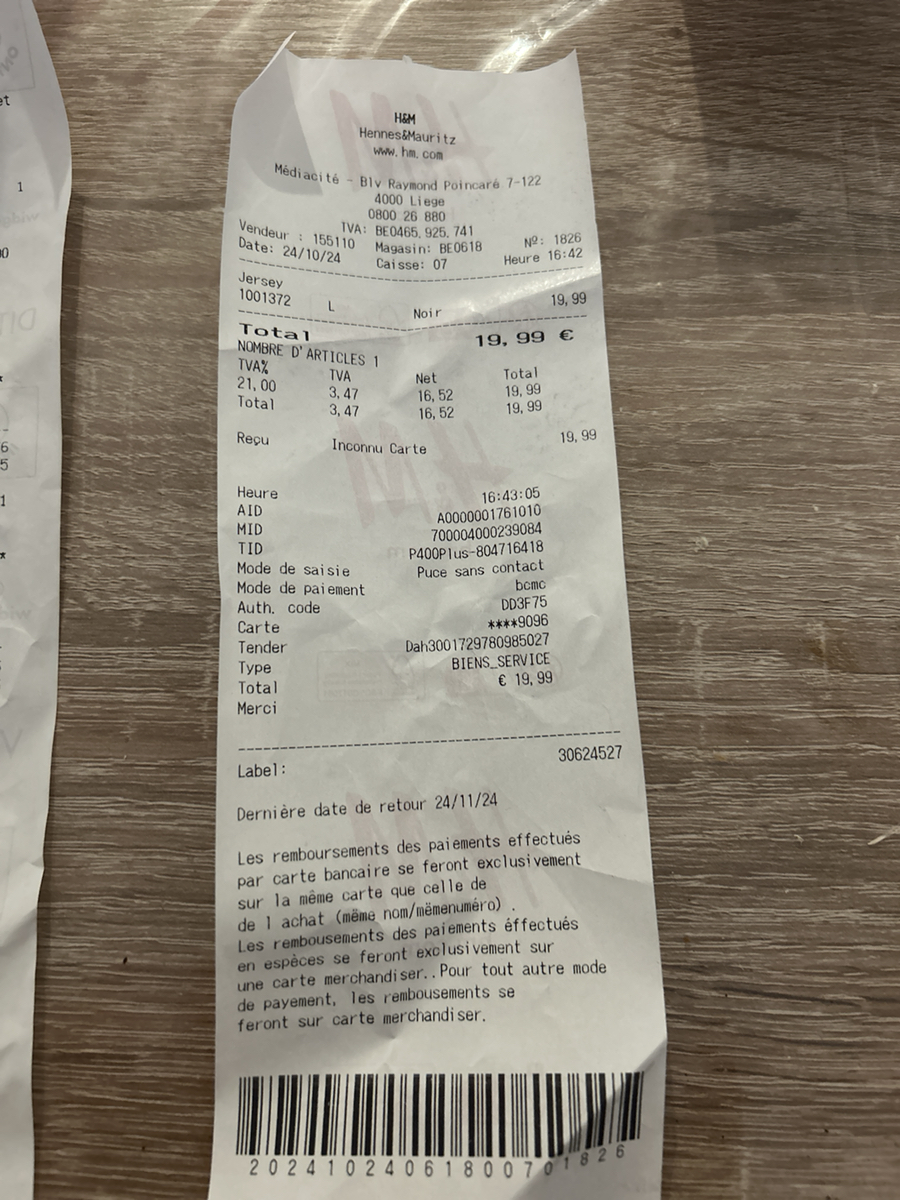 H&M
Hennes&Mauritz
www.hm.com
Médiacité - Blv Raymond Poincaré 7-122
4000 Liege
0800 26 880
TVA: BE0465.925.741
Vendeur : 155110 Magasin: BE0618 Nº: 1826
Date: 24/10/24 Caisse: 07 Heure 16:42
Jersey
1001372 L Noir 19,99
Total 19,99 €
NOMBRE D'ARTICLES 1
TVA% TVA Net Total
21,00 3,47 16,52 19,99
Total 3,47 16,52 19,99
Reçu Inconnu Carte 19,99
Heure 16:43:05
AID A0000001761010
MID 700004000239084
TID P400Plus-804716418
Mode de saisie Puce sans contact
Mode de paiement bcmc
Auth. code DD3F75
Carte ****9096
Tender Dah3001729780985027
Type BIENS_SERVICE
Total € 19,99
Merci
Label: 30624527
Dernière date de retour 24/11/24
Les remboursements des paiements effectués
par carte bancaire se feront exclusivement
sur la même carte que celle de
de l achat (même nom/mëmenuméro) .
Les rembousements des paiements éffectués
en espèces se feront exclusivement sur
une carte merchandiser..Pour tout autre mode
de payement, les rembousements se
feront sur carte merchandiser.
20241024061800701826